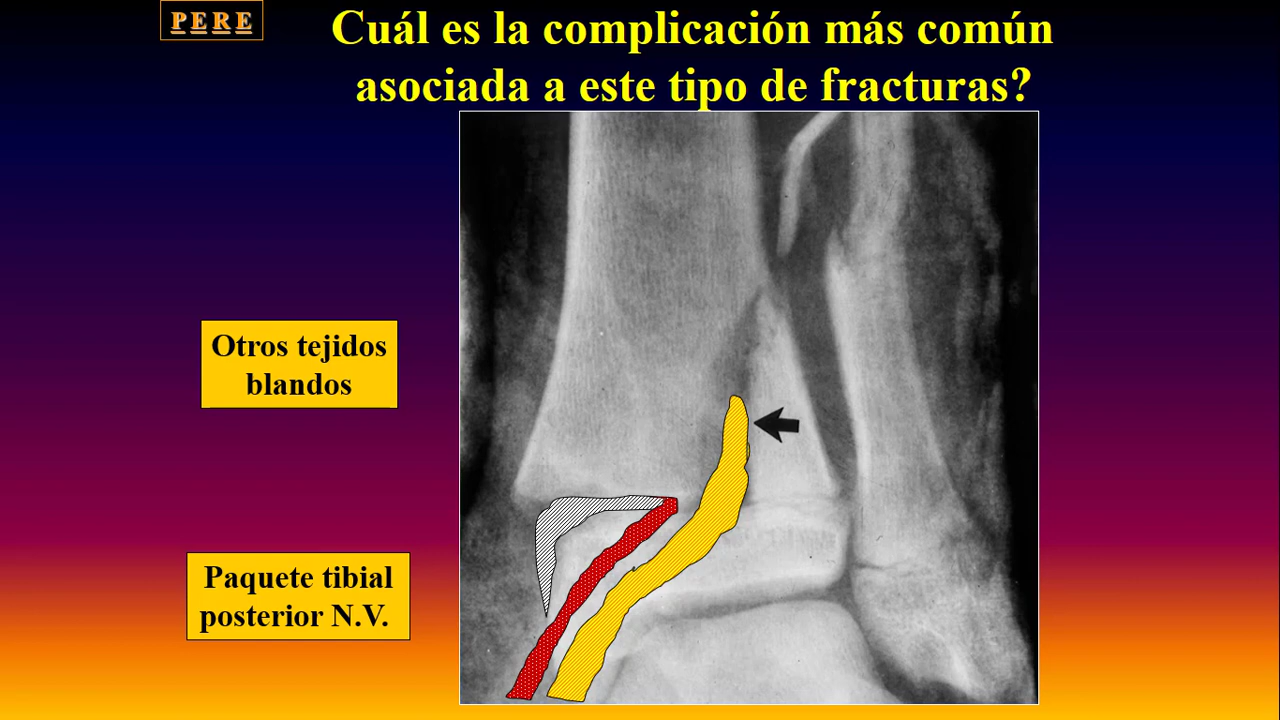 PERE
Cuál es la complicación más común
asociada a este tipo de fracturas?
Otros tejidos
blandos
Paquete tibial
posterior N.V.